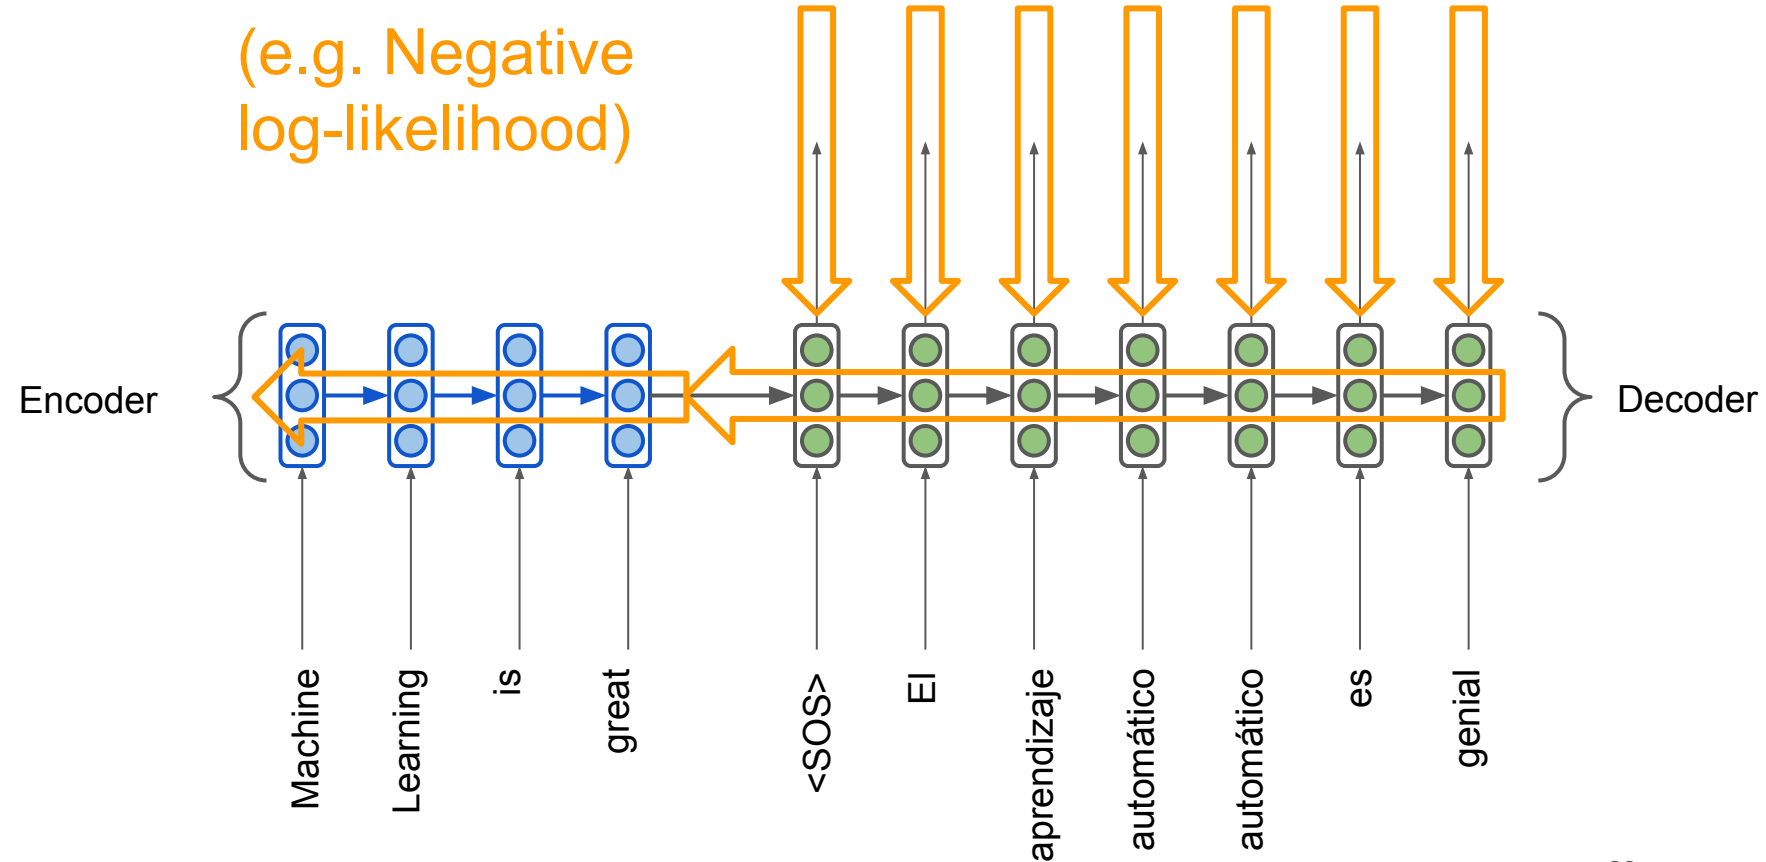 (e.g. Negative
log-likelihood)
Encoder
Decoder
Machine
Learning
is
great
<SOS>
El
aprendizaje
automático
automático
es
genial